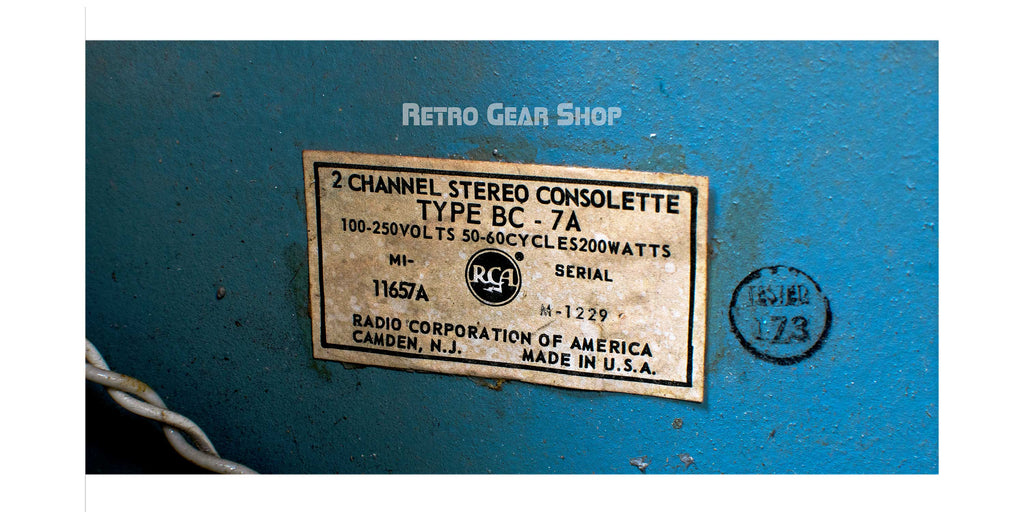 RETRO GEAR SHOP
2 CHANNEL STEREO CONSOLETTE
TYPE BC - 7A
100-250VOLTS 50-60CYCLES200WATTS
MI-
11657A
RCA
®
SERIAL
M-1229
RADIO CORPORATION OF AMERICA
CAMDEN, N.J. MADE IN U.S.A.
TESTED
173